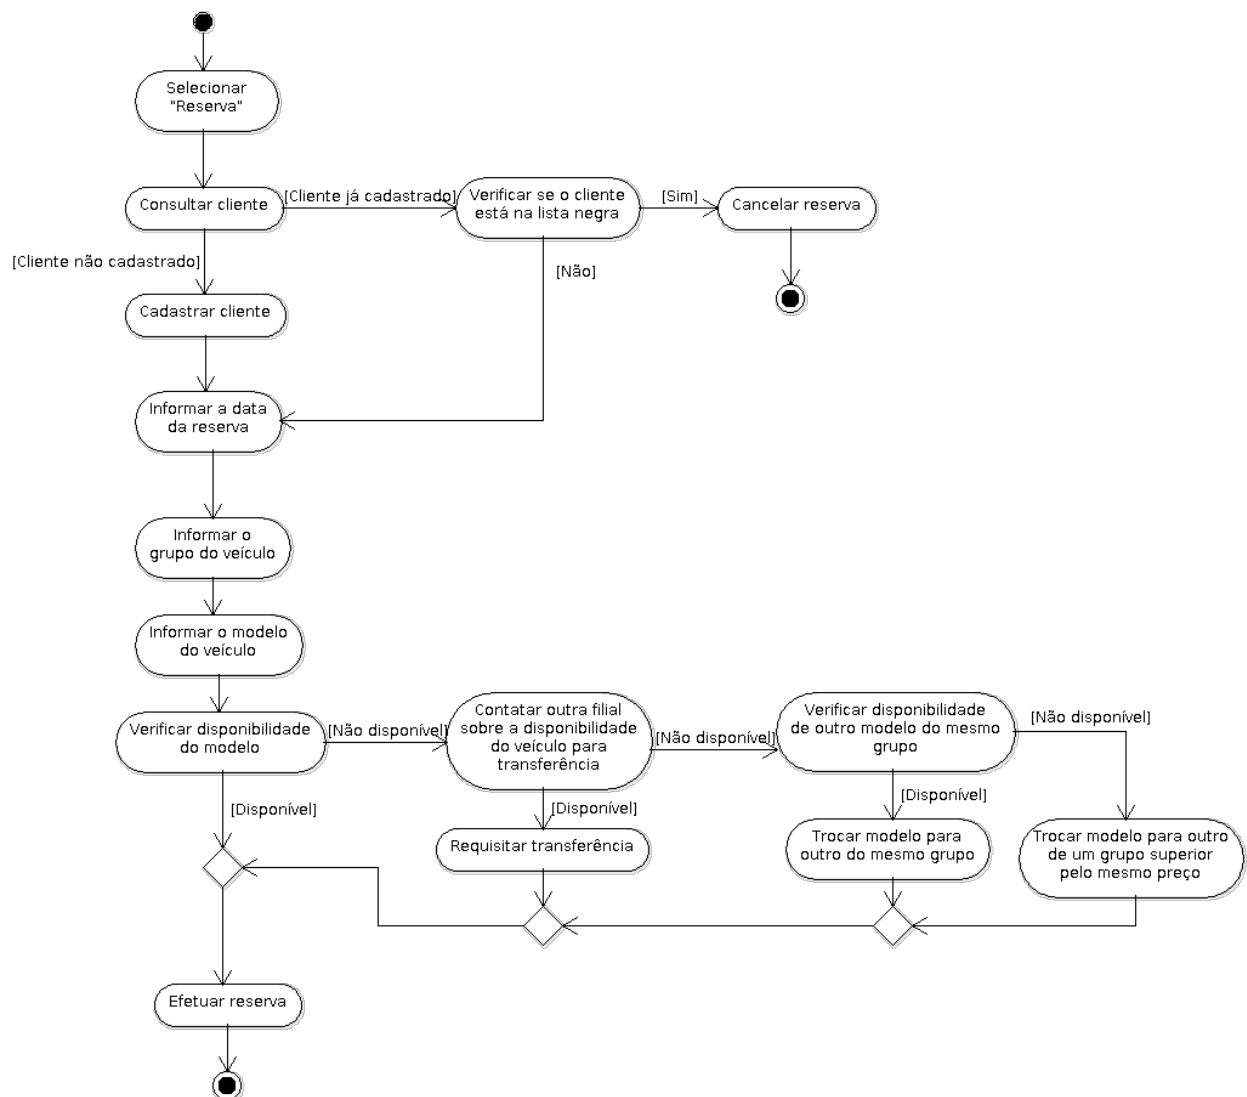 Selecionar
"Reserva"
Consultar cliente
[Cliente já cadastrado]
Verificar se o cliente
está na lista negra
[Sim]
Cancelar reserva
[Cliente não cadastrado]
[Não]
Cadastrar cliente
Informar a data
da reserva
Informar o
grupo do veículo
Informar o modelo
do veículo
Verificar disponibilidade
do modelo
[Não disponível]
Contatar outra filial
sobre a disponibilidade
do veículo para
transferência
[Não disponível]
Verificar disponibilidade
de outro modelo do mesmo
grupo
[Não disponível]
[Disponível]
[Disponível]
[Disponível]
Requisitar transferência
Trocar modelo para
outro do mesmo grupo
Trocar modelo para outro
de um grupo superior
pelo mesmo preço
Efetuar reserva